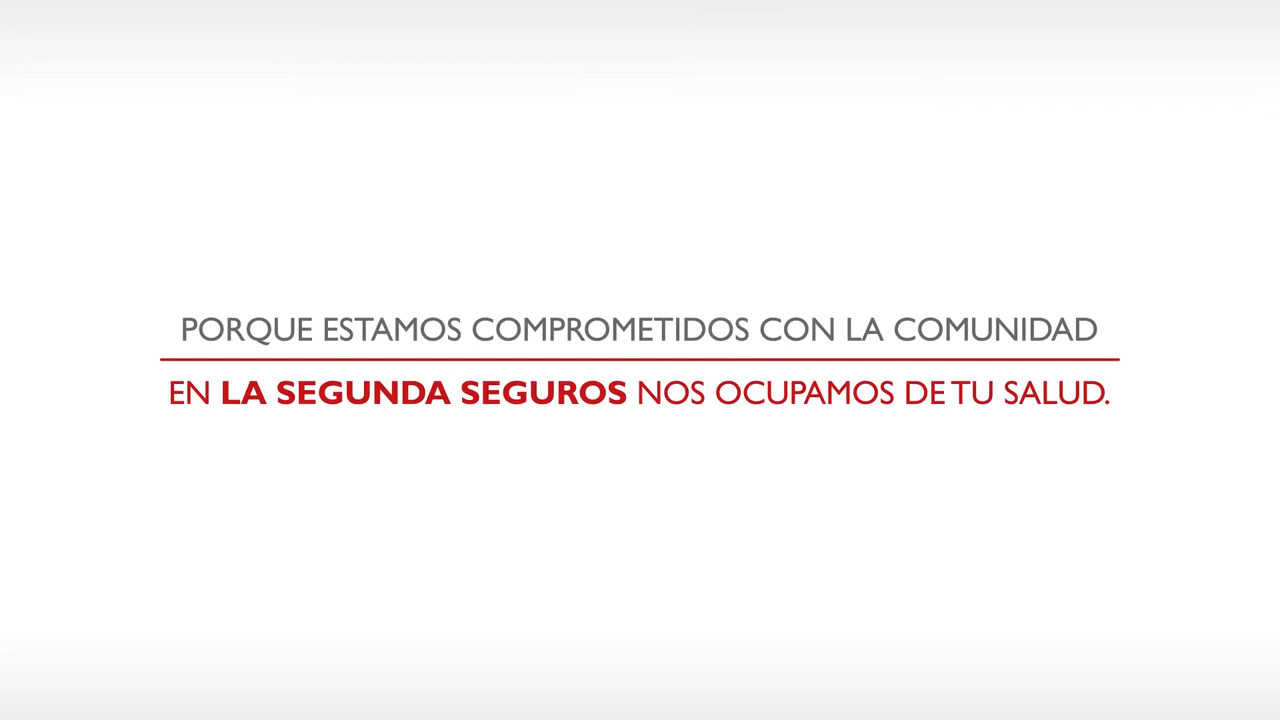 PORQUE ESTAMOS COMPROMETIDOS CON LA COMUNIDAD
EN LA SEGUNDA SEGUROS NOS OCUPAMOS DE TU SALUD.